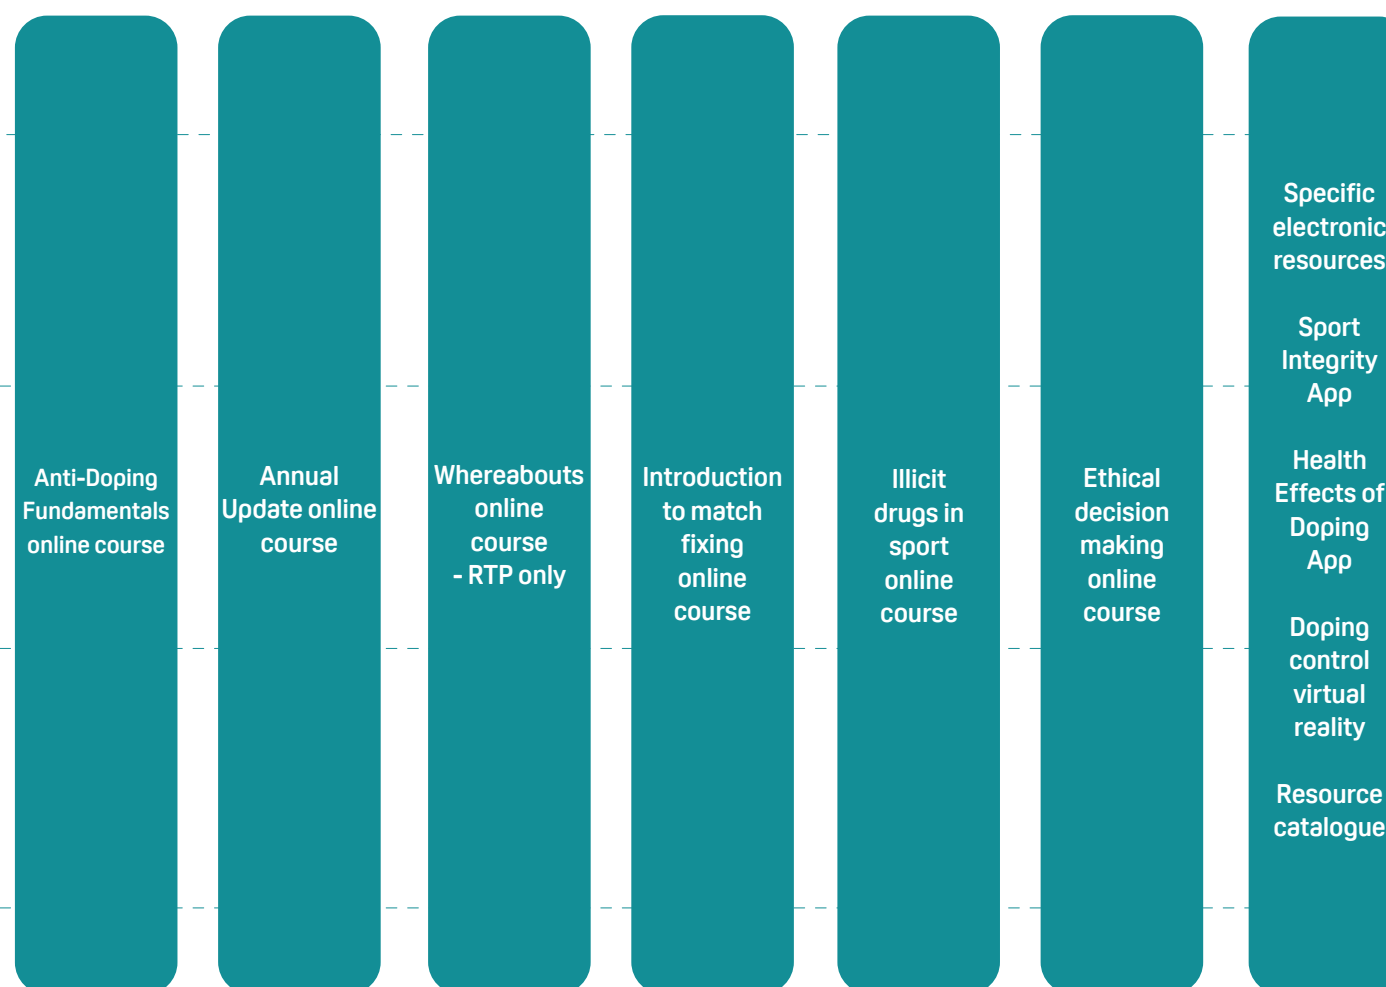 Anti-Doping
Fundamentals
online course
Annual
Update online
course
Whereabouts
online
course
- RTP only
Introduction
to match
fixing
online
course
Illicit
drugs in
sport
online
course
Ethical
decision
making
online
course
Specific
electronic
resources
Sport
Integrity
App
Health
Effects of
Doping
App
Doping
control
virtual
reality
Resource
catalogue